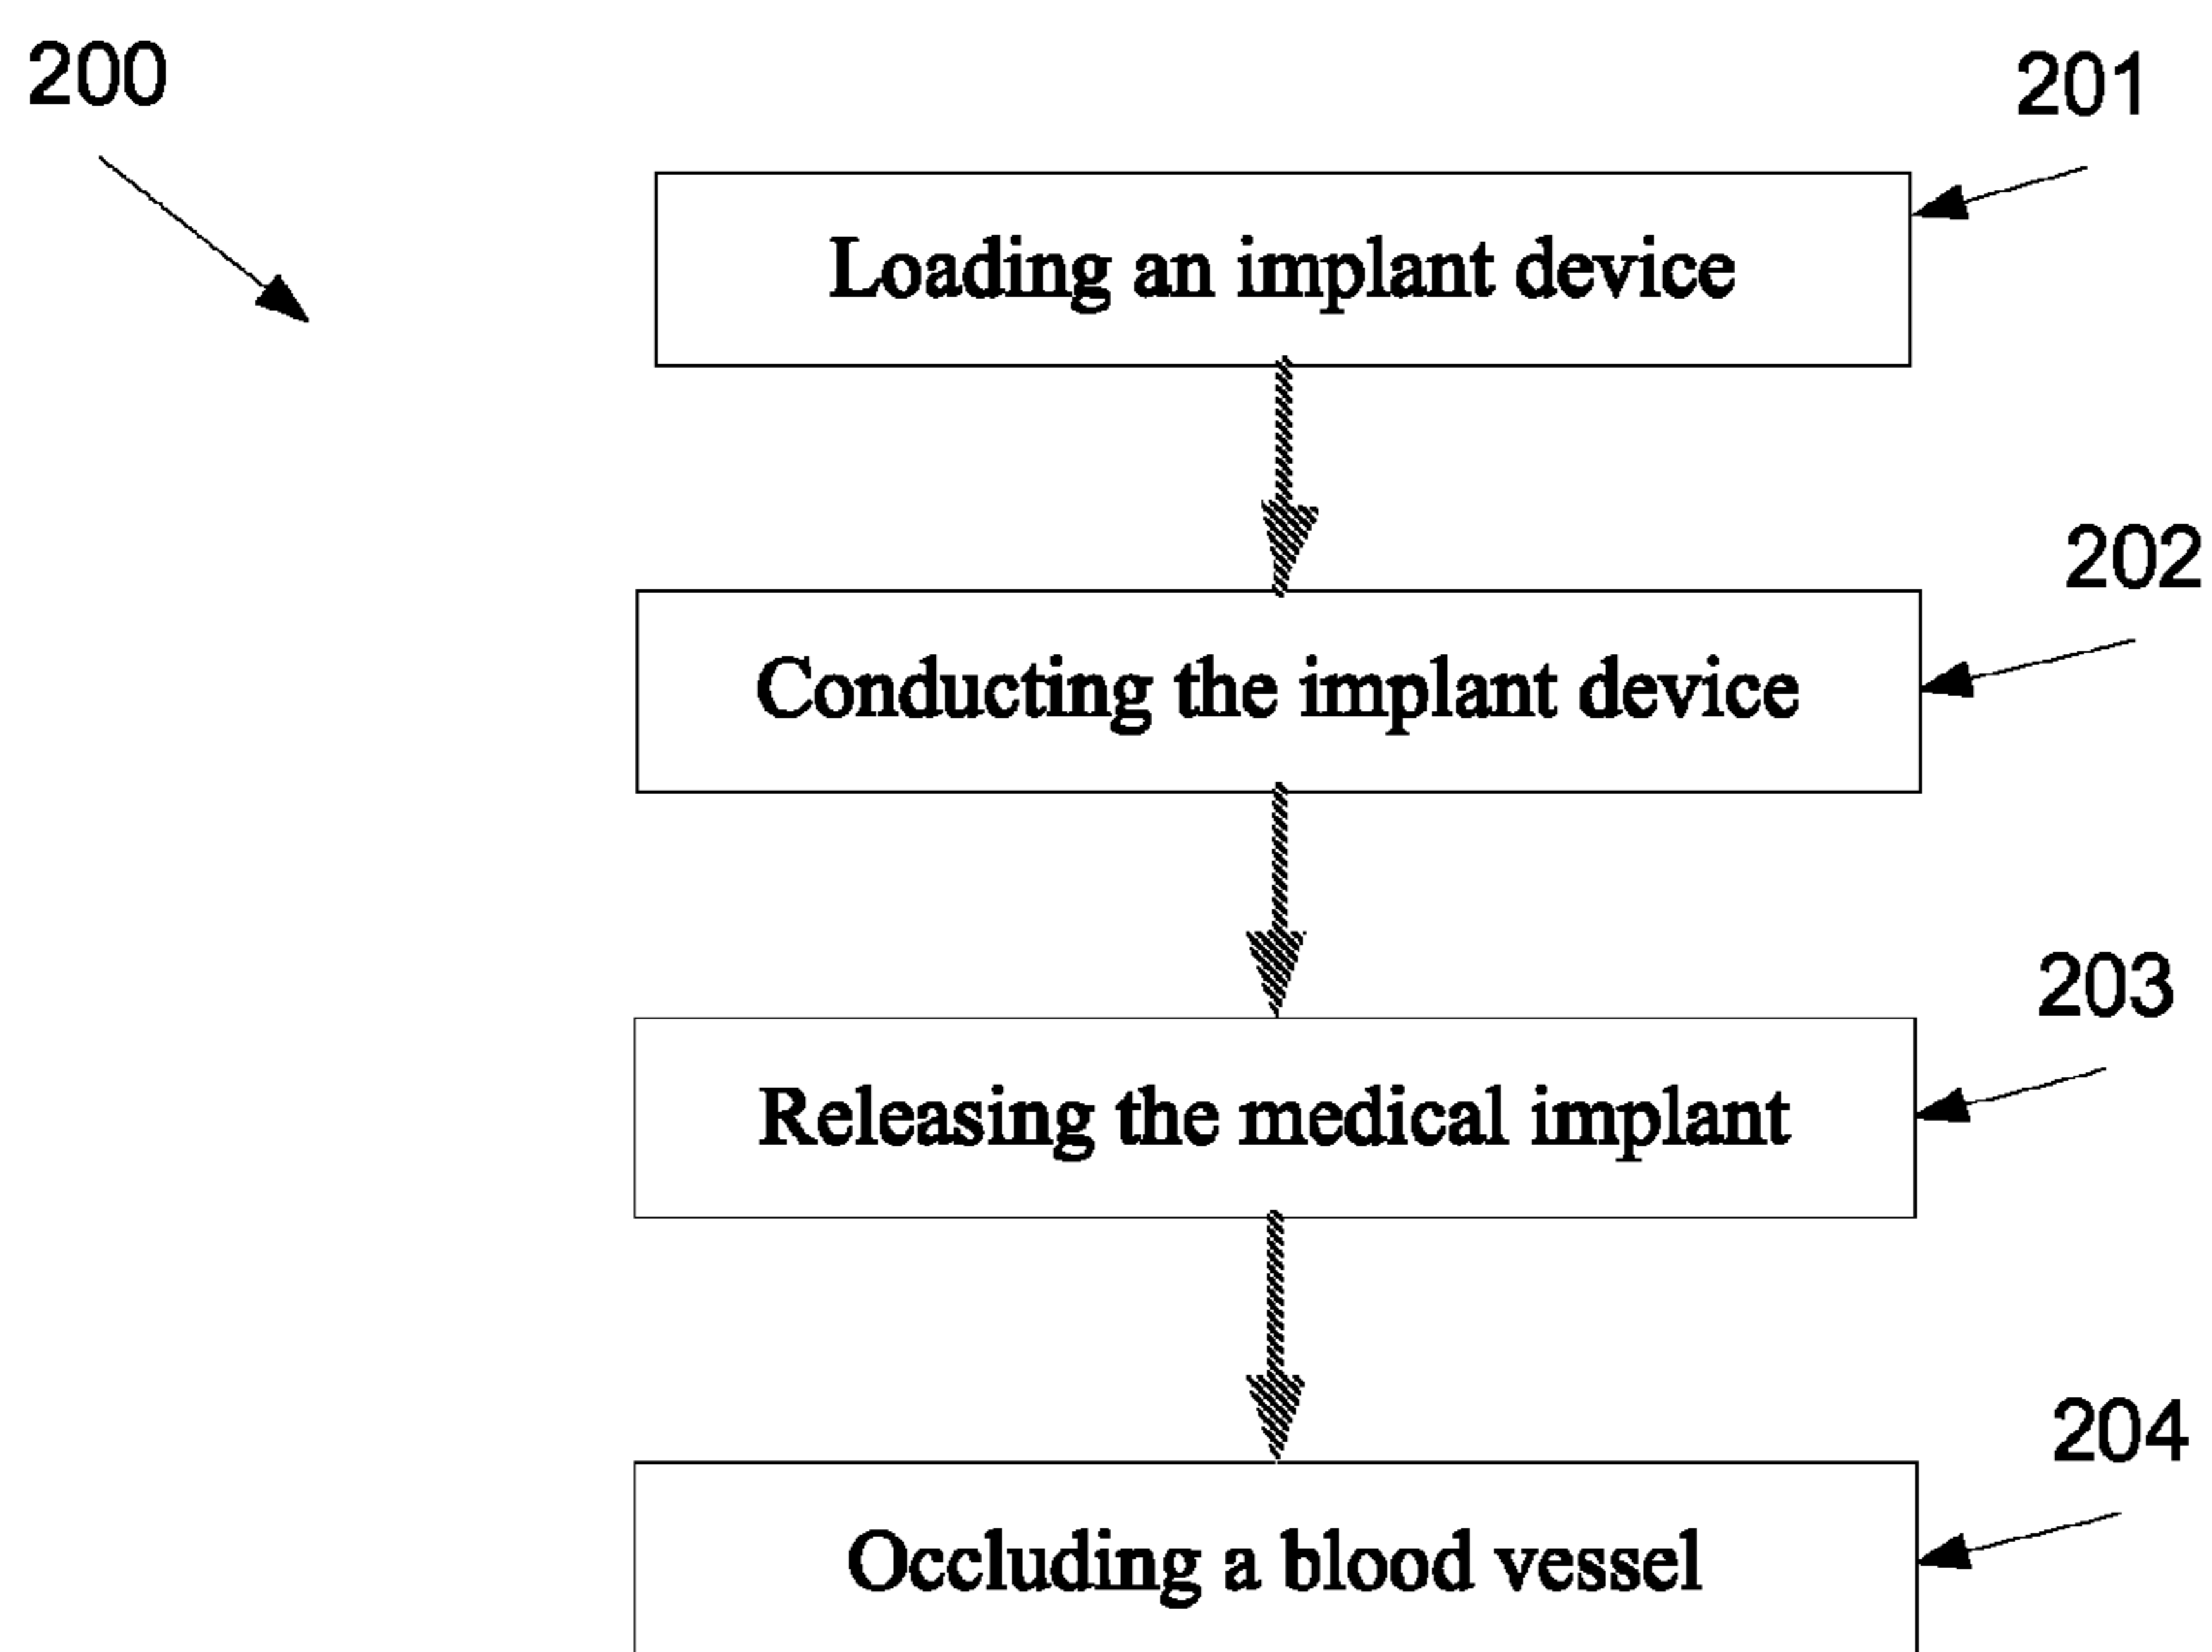 200
201
Loading an implant device
202
Conducting the implant device
203
Releasing the medical implant
204
Occluding a blood vessel